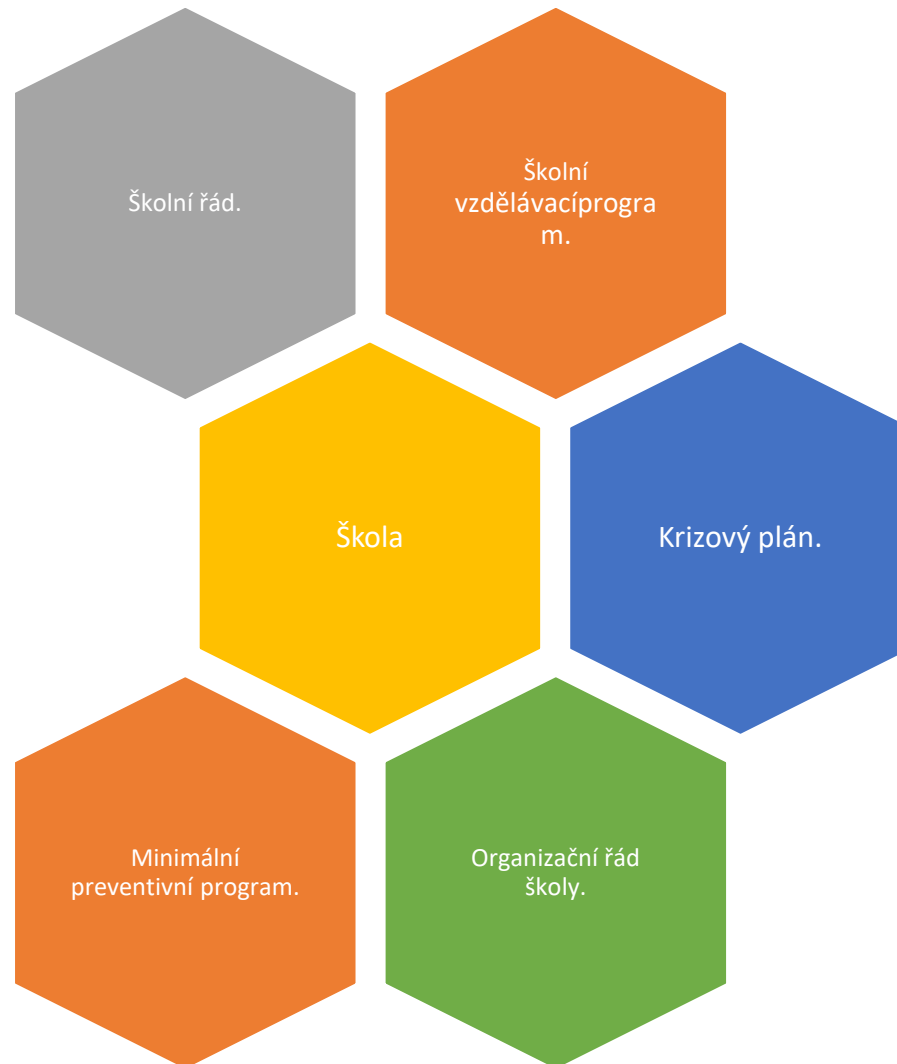 Školní řád.
Školní
vzdělávacíprogra
m.
Škola
Krizový plán.
Minimální
preventivní program.
Organizační řád
školy.